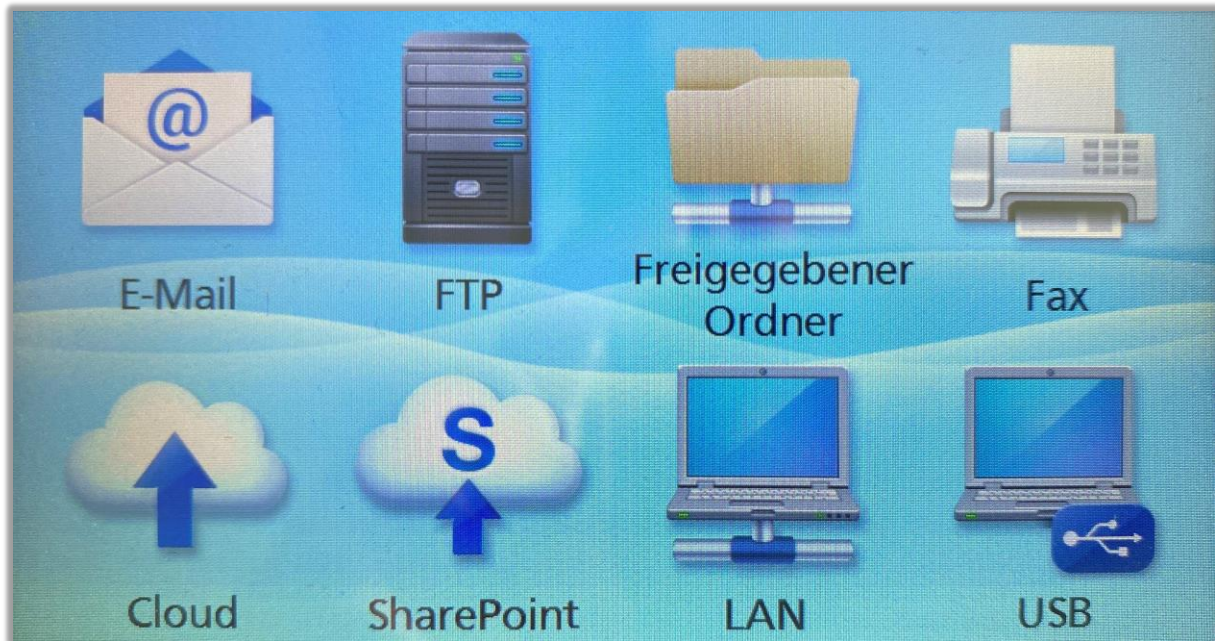 @
E-Mail
FTP
Freigegebener
Ordner
Fax
S
Cloud
SharePoint
LAN
USB